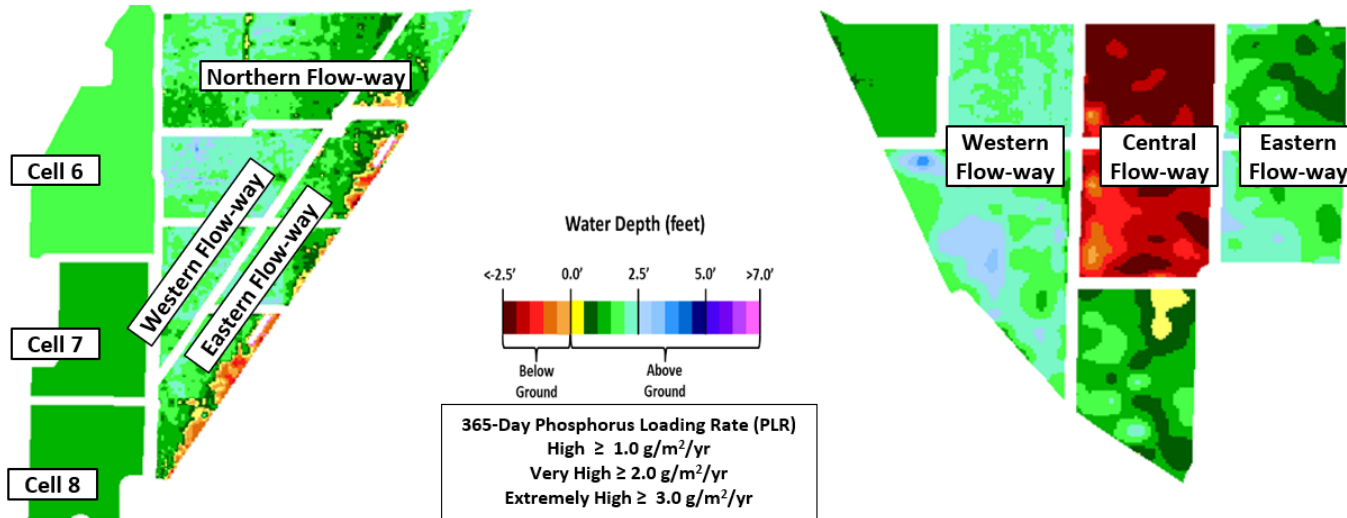 Northern Flow-way
Cell 6
Western Flow-way
Eastern Flow-way
Cell 7
Cell 8
Water Depth (feet)
<-2.5' 0.0' 2.5' 5.0' >7.0'
Below
Ground
Above
Ground
365-Day Phosphorus Loading Rate (PLR)
High ≥ 1.0 g/m²/yr
Very High ≥ 2.0 g/m²/yr
Extremely High ≥ 3.0 g/m²/yr
Western
Flow-way
Central
Flow-way
Eastern
Flow-way